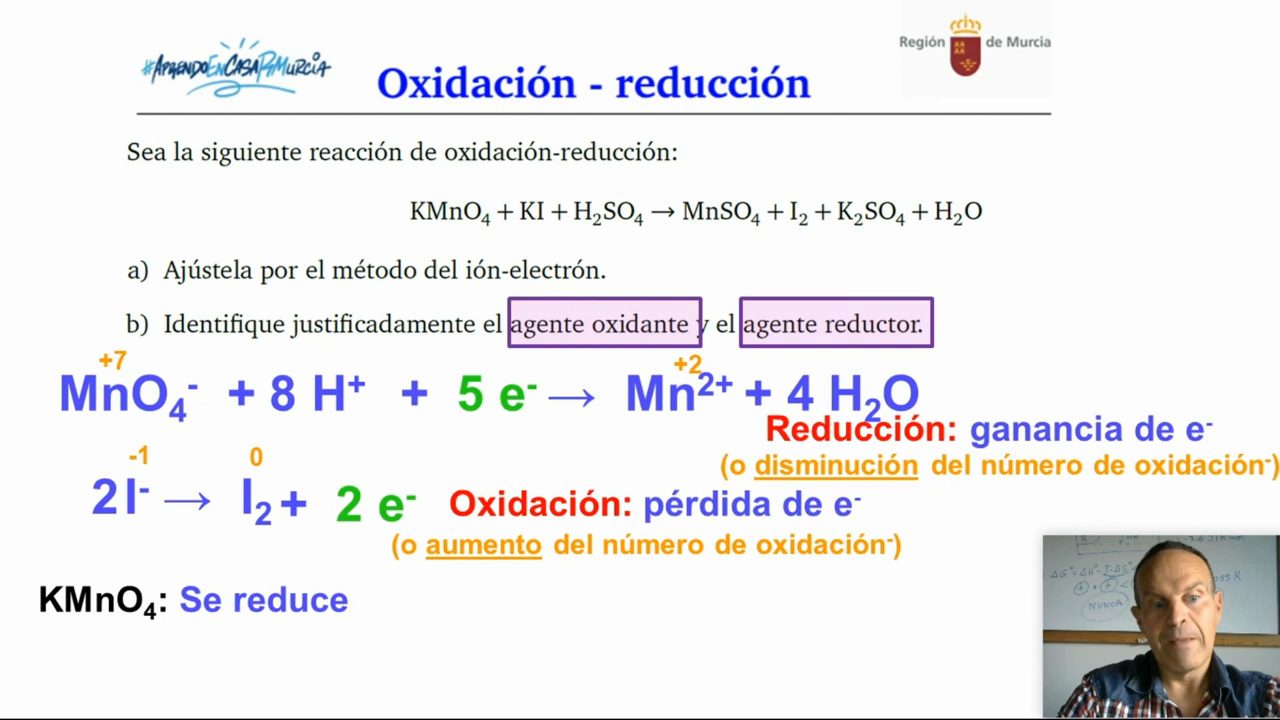 #AprendoEnCasaRMurcia
Región de Murcia
Oxidación - reducción
Sea la siguiente reacción de oxidación-reducción:
KMnO₄ + KI + H₂SO₄ → MnSO₄ + I₂ + K₂SO₄ + H₂O
a) Ajústela por el método del ión-electrón.
b) Identifique justificadamente el agente oxidante y el agente reductor.
+7 +2
MnO₄⁻ + 8 H⁺ + 5 e⁻ → Mn²⁺ + 4 H₂O
Reducción: ganancia de e⁻
(o disminución del número de oxidación⁻)
-1 0
2 I⁻ → I₂ + 2 e⁻ Oxidación: pérdida de e⁻
(o aumento del número de oxidación⁻)
KMnO₄: Se reduce
NUNCA